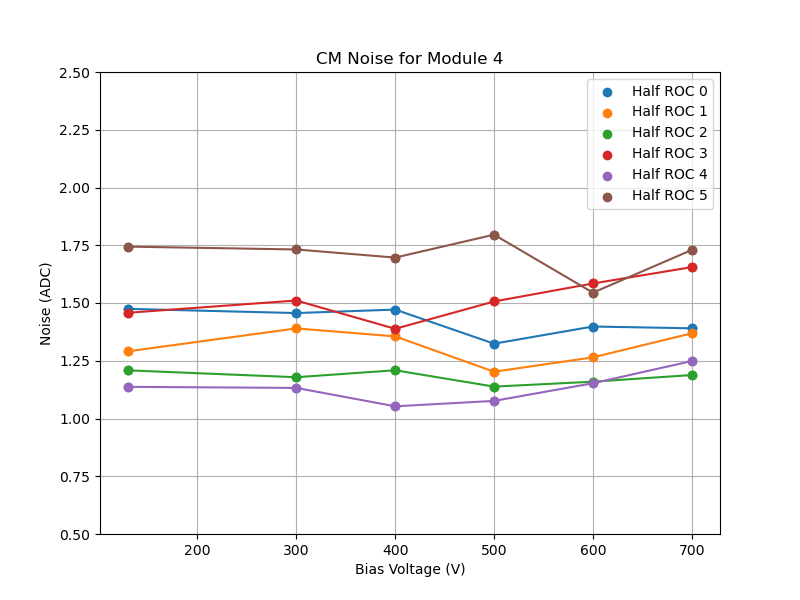 CM Noise for Module 4
2.50
2.25
2.00
1.75
1.50
1.25
1.00
0.75
0.50
Noise (ADC)
Half ROC 0
Half ROC 1
Half ROC 2
Half ROC 3
Half ROC 4
Half ROC 5
200 300 400 500 600 700
Bias Voltage (V)